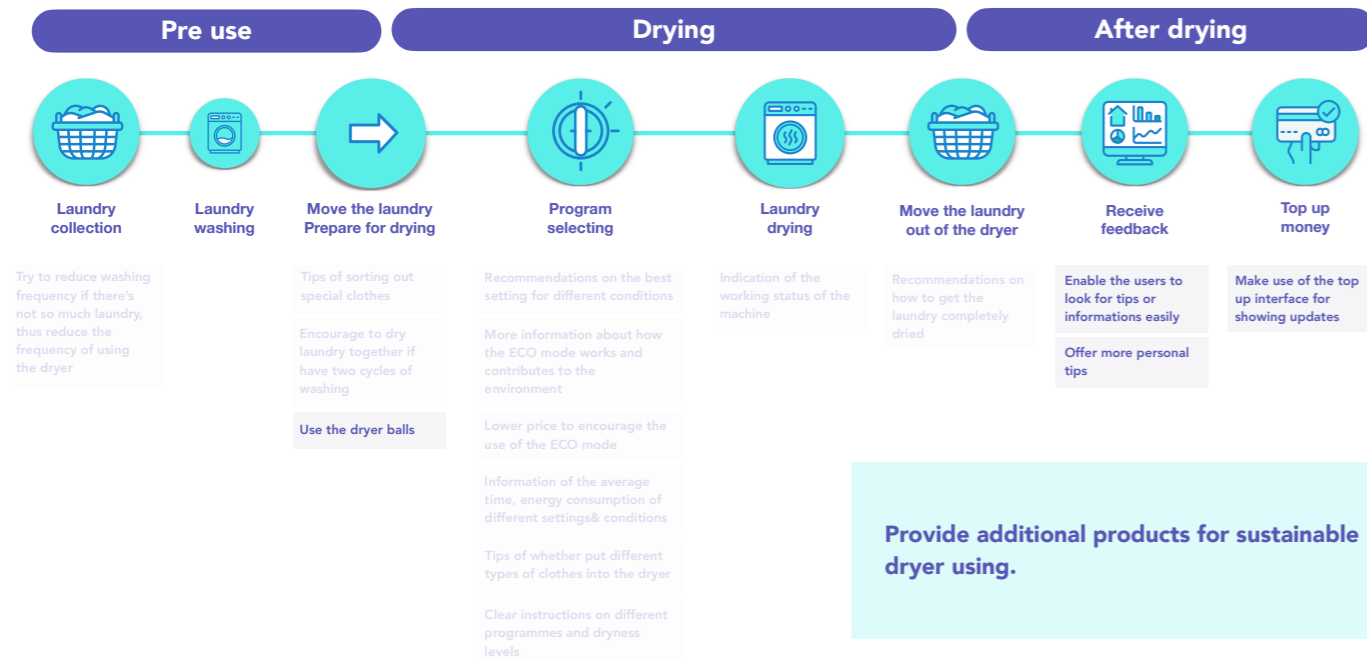 Pre use
Drying
After drying
Laundry
collection
Laundry
washing
Move the laundry
Prepare for drying
Program
selecting
Laundry
drying
Move the laundry
out of the dryer
Receive
feedback
Top up
money
Try to reduce washing
frequency if there's
not so much laundry,
thus reduce the
frequency of using
the dryer
Tips of sorting out
special clothes
Encourage to dry
laundry together if
have two cycles of
washing
Use the dryer balls
Recommendations on the best
setting for different conditions
More information about how
the ECO mode works and
contributes to the
environment
Lower price to encourage the
use of the ECO mode
Information of the average
time, energy consumption of
different settings& conditions
Tips of whether put different
types of clothes into the dryer
Clear instructions on different
programmes and dryness
levels
Indication of the
working status of the
machine
Recommendations on
how to get the
laundry completely
dried
Enable the users to
look for tips or
informations easily
Offer more personal
tips
Make use of the top
up interface for
showing updates
Provide additional products for sustainable
dryer using.